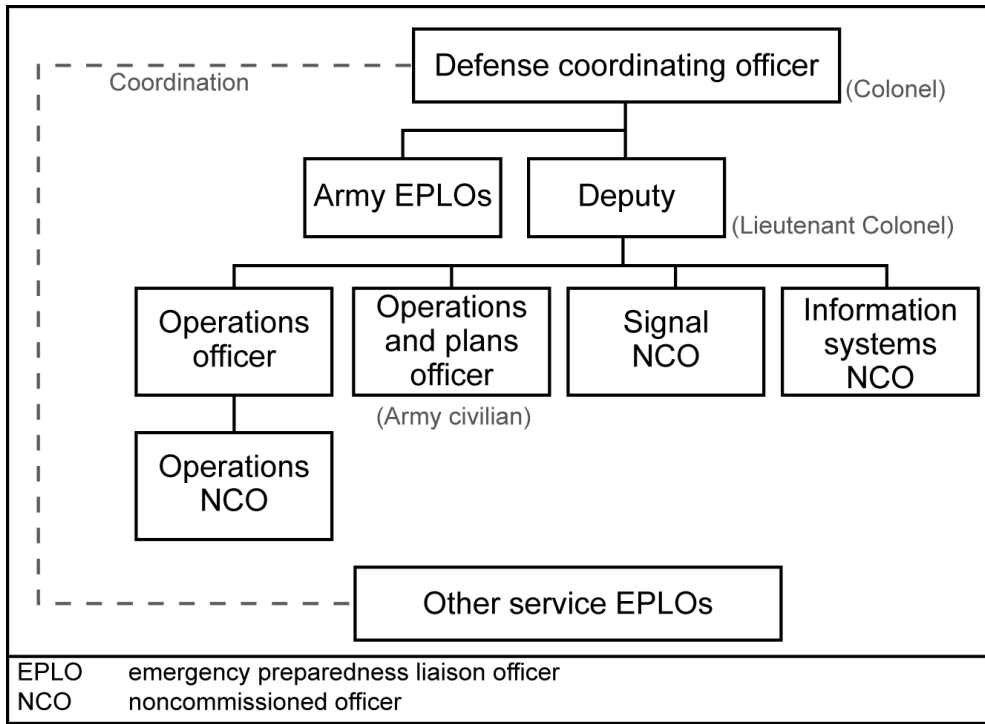 Defense coordinating officer
Coordination
(Colonel)
Army EPLOs
Deputy
(Lieutenant Colonel)
Operations
officer
Operations
and plans
officer
(Army civilian)
Signal
NCO
Information
systems
NCO
Operations
NCO
Other service EPLOs
EPLO emergency preparedness liaison officer
NCO noncommissioned officer